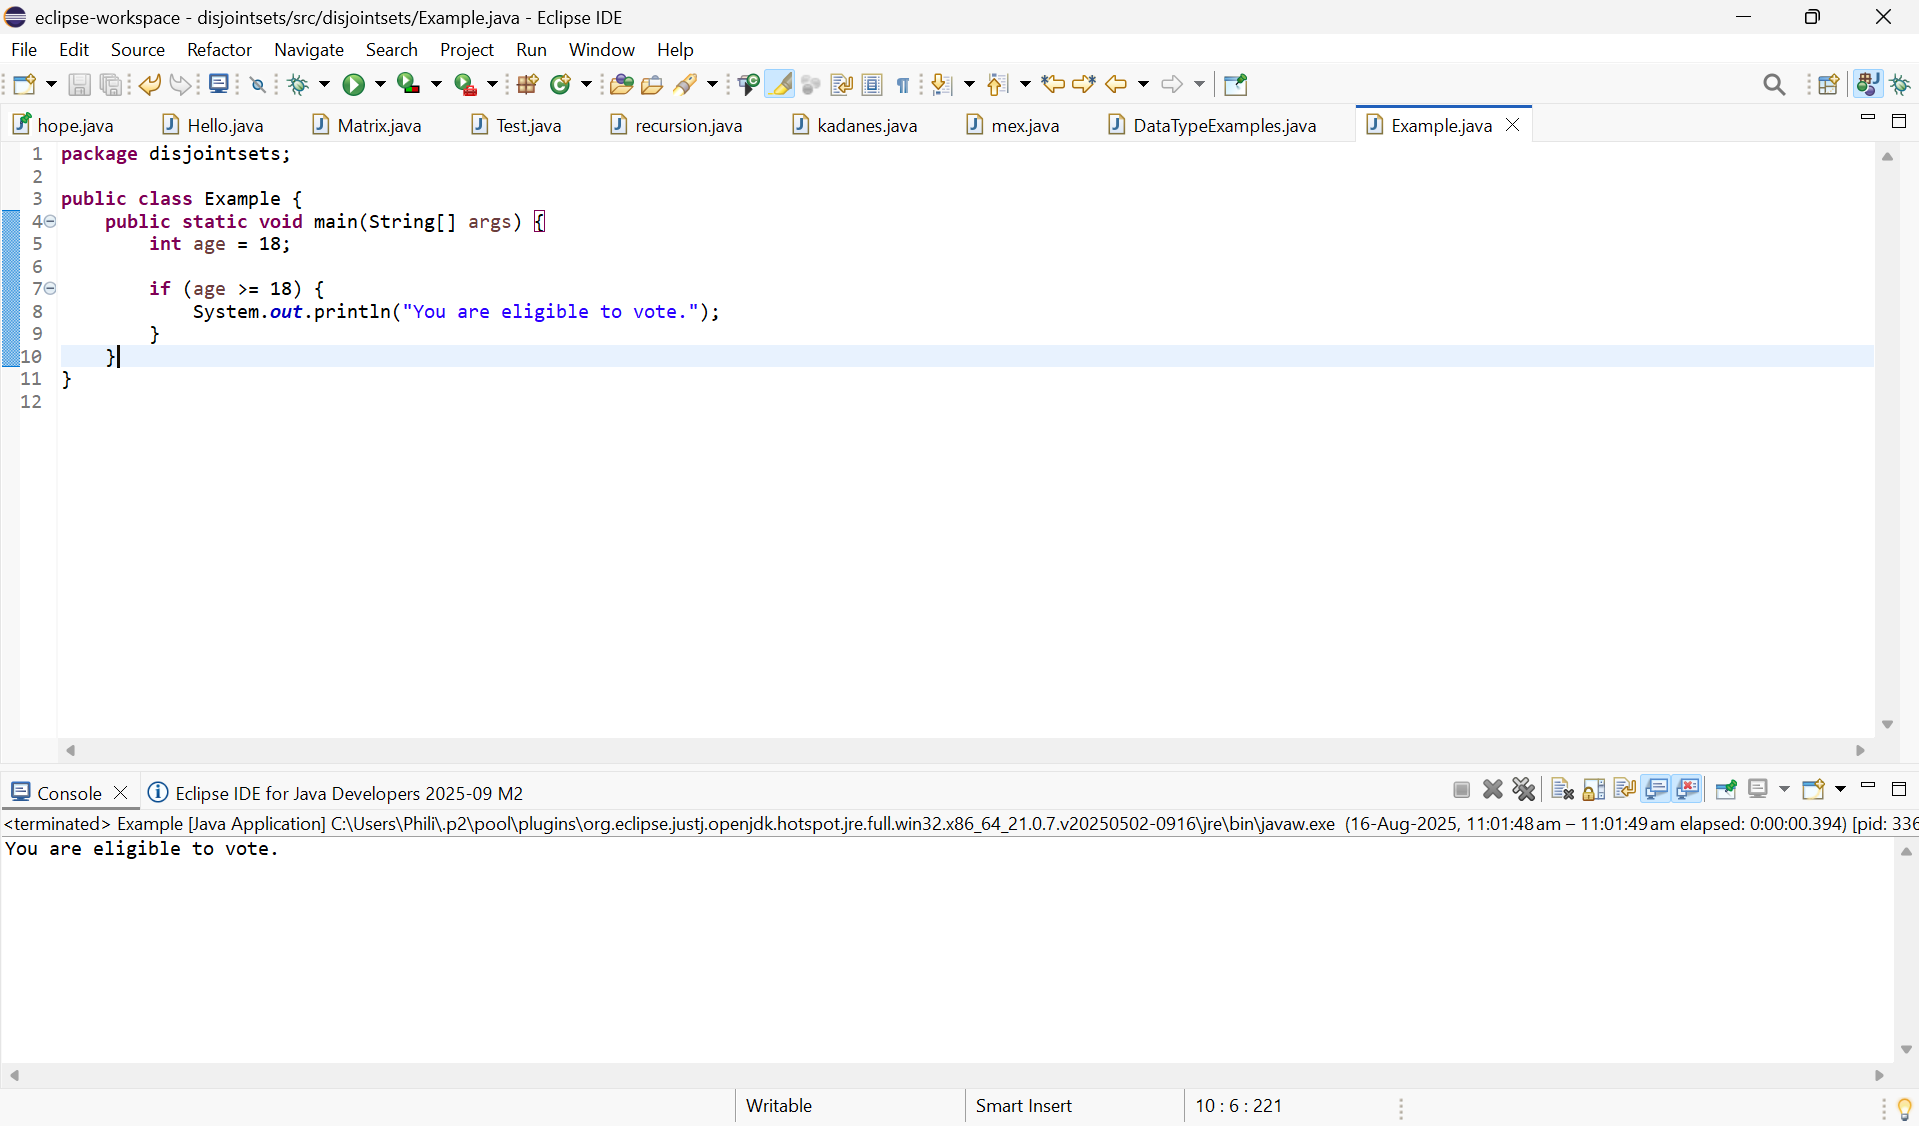 eclipse-workspace - disjointsets/src/disjointsets/Example.java - Eclipse IDE
File Edit Source Refactor Navigate Search Project Run Window Help
hope.java Hello.java Matrix.java Test.java recursion.java kadanes.java mex.java DataTypeExamples.java Example.java
1 package disjointsets;
2
3 public class Example {
4     public static void main(String[] args) {
5         int age = 18;
6
7         if (age >= 18) {
8             System.out.println("You are eligible to vote.");
9         }
10     }
11 }
12
Console Eclipse IDE for Java Developers 2025-09 M2
<terminated> Example [Java Application] C:\Users\Phili\.p2\pool\plugins\org.eclipse.justj.openjdk.hotspot.jre.full.win32.x86_64_21.0.7.v20250502-0916\jre\bin\javaw.exe (16-Aug-2025, 11:01:48 am – 11:01:49 am elapsed: 0:00:00.394) [pid: 336
You are eligible to vote.
Writable Smart Insert 10 : 6 : 221